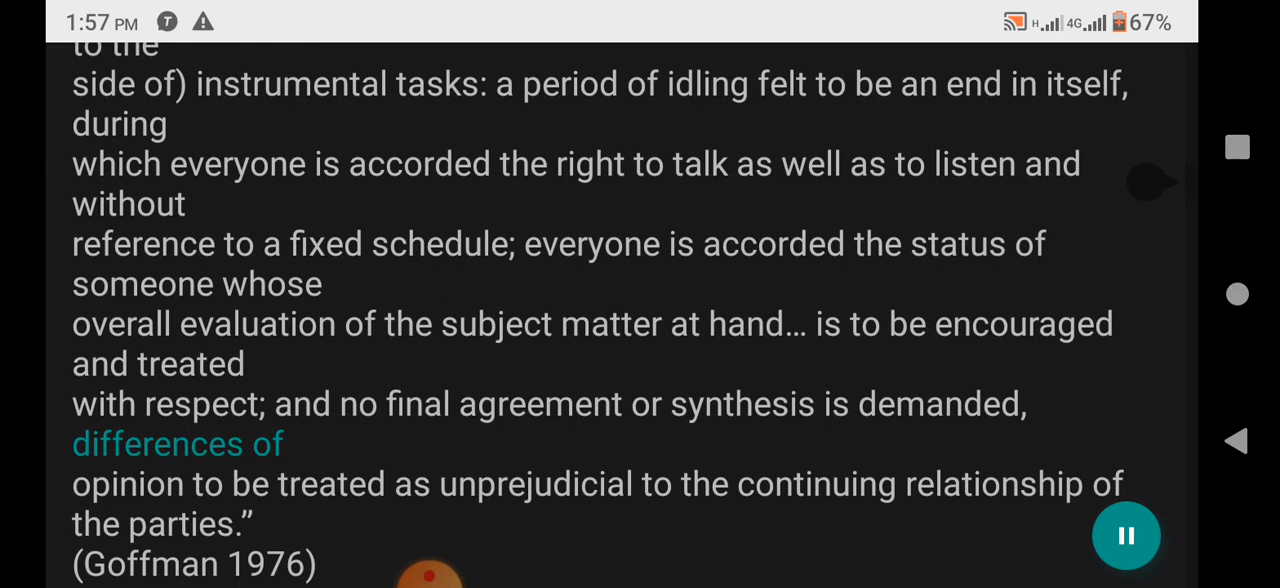 1:57 PM
H 4G 67%
to the
side of) instrumental tasks: a period of idling felt to be an end in itself,
during
which everyone is accorded the right to talk as well as to listen and
without
reference to a fixed schedule; everyone is accorded the status of
someone whose
overall evaluation of the subject matter at hand... is to be encouraged
and treated
with respect; and no final agreement or synthesis is demanded,
differences of
opinion to be treated as unprejudicial to the continuing relationship of
the parties.”
(Goffman 1976)